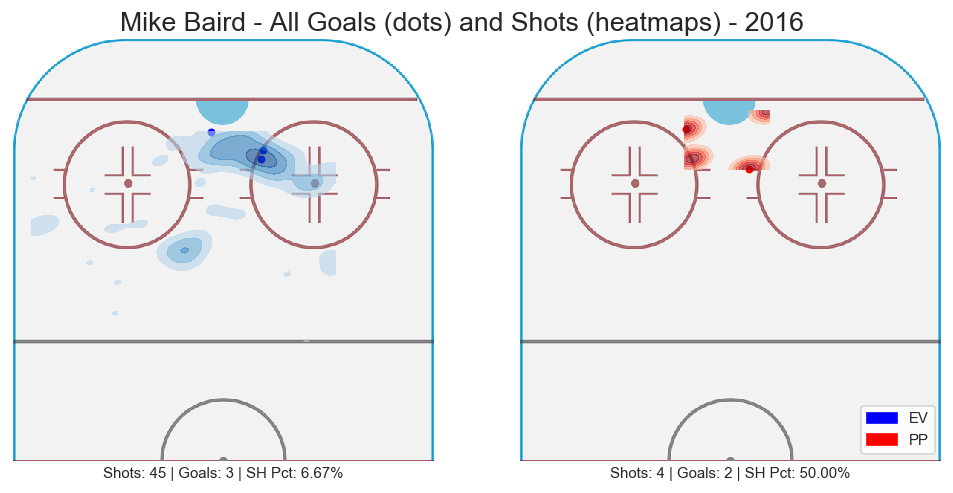 Mike Baird - All Goals (dots) and Shots (heatmaps) - 2016
EV
PP
Shots: 45 | Goals: 3 | SH Pct: 6.67%
Shots: 4 | Goals: 2 | SH Pct: 50.00%